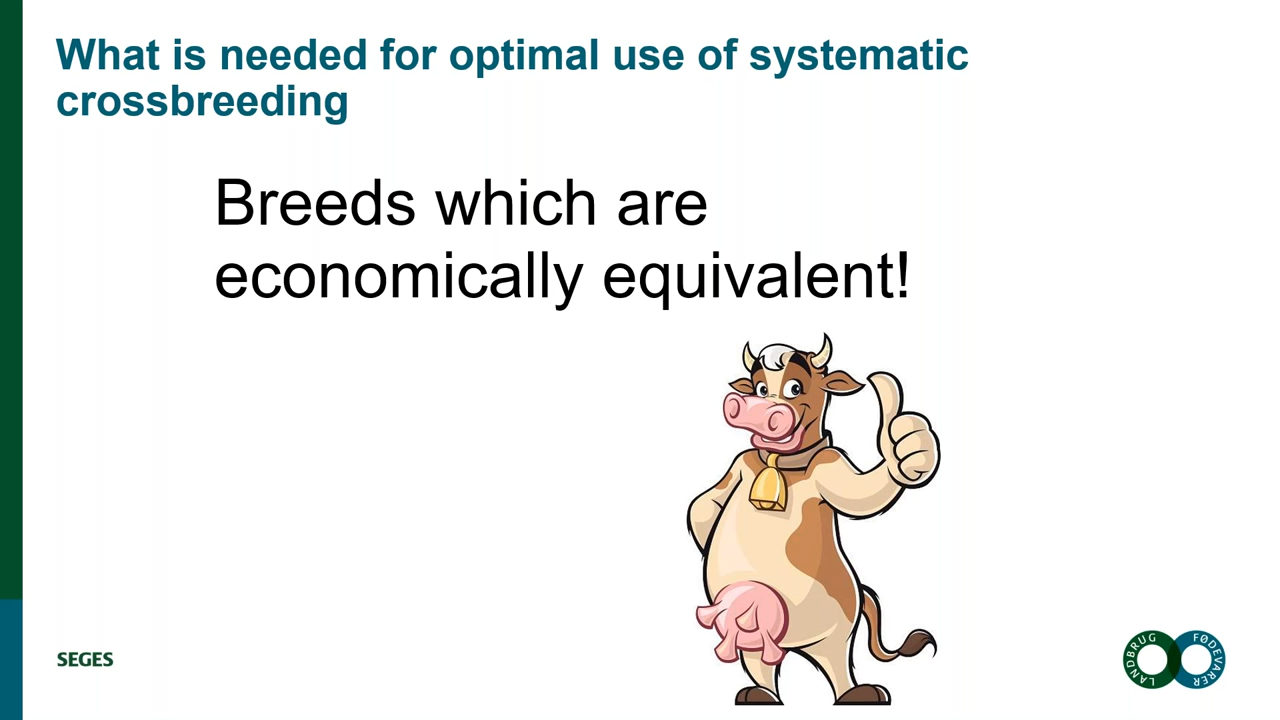 What is needed for optimal use of systematic
crossbreeding
Breeds which are
economically equivalent!
SEGES
LANDBRUG
FØDEVARER